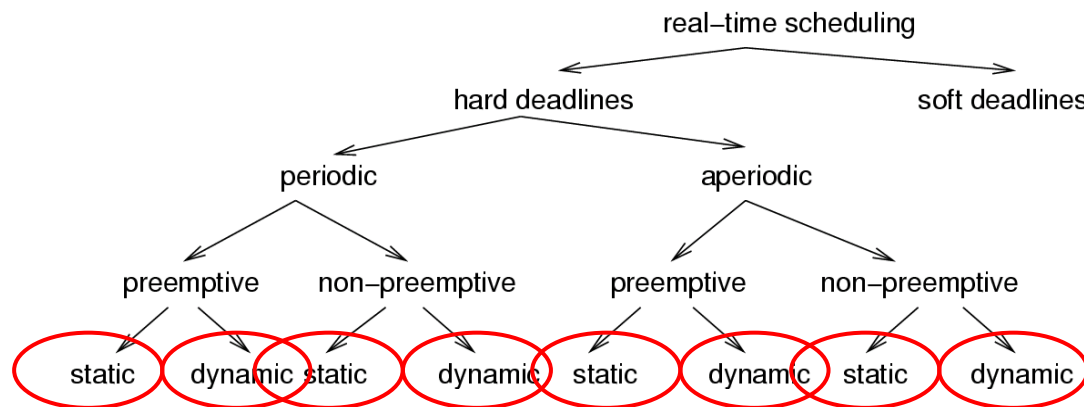 real−time scheduling
hard deadlines soft deadlines
periodic aperiodic
preemptive non−preemptive preemptive non−preemptive
static dynamic static dynamic static dynamic static dynamic